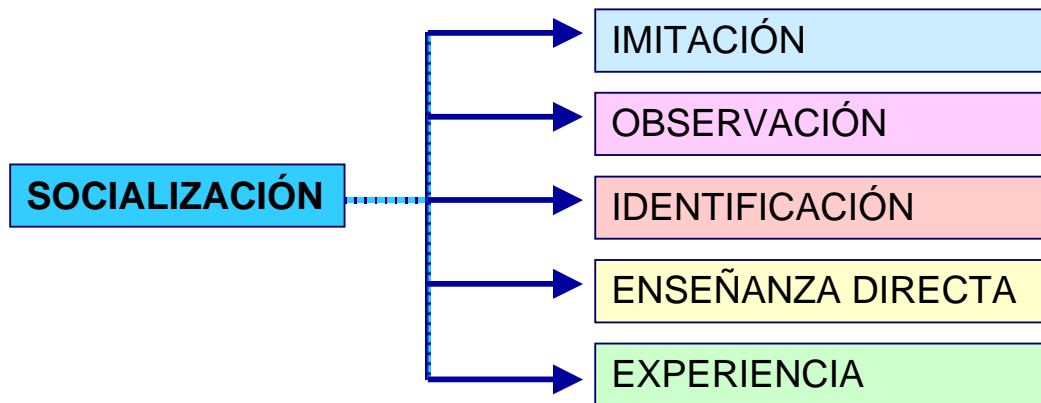 SOCIALIZACIÓN
IMITACIÓN
OBSERVACIÓN
IDENTIFICACIÓN
ENSEÑANZA DIRECTA
EXPERIENCIA